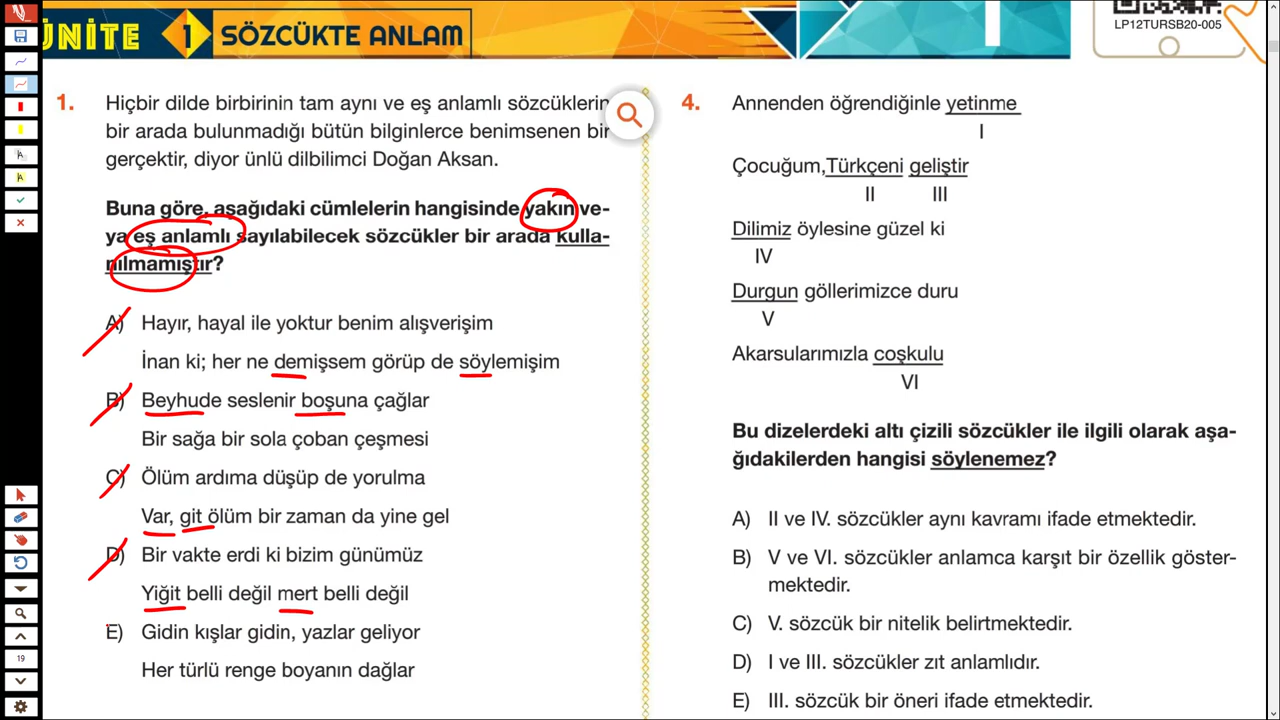 ÜNİTE 1 SÖZCÜKTE ANLAM
LP12TURSB20-005
1. Hiçbir dilde birbirinin tam aynı ve eş anlamlı sözcüklerin
bir arada bulunmadığı bütün bilginlerce benimsenen bir
gerçektir, diyor ünlü dilbilimci Doğan Aksan.
Buna göre, aşağıdaki cümlelerin hangisinde yakın ve-
ya eş anlamlı sayılabilecek sözcükler bir arada kulla-
nılmamıştır?
A) Hayır, hayal ile yoktur benim alışverişim
İnan ki; her ne demişsem görüp de söylemişim
B) Beyhude seslenir boşuna çağlar
Bir sağa bir sola çoban çeşmesi
C) Ölüm ardıma düşüp de yorulma
Var, git ölüm bir zaman da yine gel
D) Bir vakte erdi ki bizim günümüz
Yiğit belli değil mert belli değil
E) Gidin kışlar gidin, yazlar geliyor
Her türlü renge boyanın dağlar
4. Annenden öğrendiğinle yetinme
I
Çocuğum,Türkçeni geliştir
II III
Dilimiz öylesine güzel ki
IV
Durgun göllerimizce duru
V
Akarsularımızla coşkulu
VI
Bu dizelerdeki altı çizili sözcükler ile ilgili olarak aşa-
ğıdakilerden hangisi söylenemez?
A) II ve IV. sözcükler aynı kavramı ifade etmektedir.
B) V ve VI. sözcükler anlamca karşıt bir özellik göster-
mektedir.
C) V. sözcük bir nitelik belirtmektedir.
D) I ve III. sözcükler zıt anlamlıdır.
E) III. sözcük bir öneri ifade etmektedir.
19